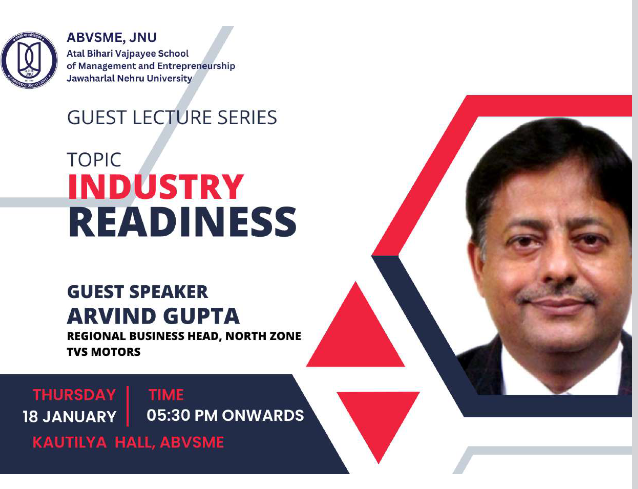 ABVSME, JNU
Atal Bihari Vajpayee School
of Management and Entrepreneurship
Jawaharlal Nehru University
GUEST LECTURE SERIES
TOPIC
INDUSTRY
READINESS
GUEST SPEAKER
ARVIND GUPTA
REGIONAL BUSINESS HEAD, NORTH ZONE
TVS MOTORS
THURSDAY
18 JANUARY
TIME
05:30 PM ONWARDS
KAUTILYA HALL, ABVSME